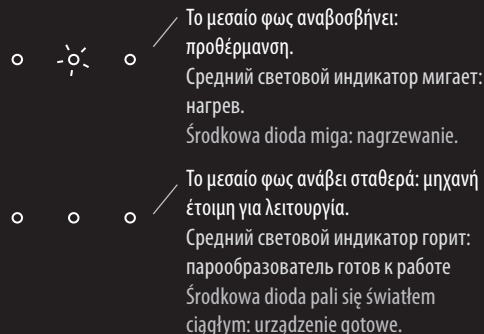 Το μεσαίο φως αναβοσβήνει:
προθέρμανση.
Средний световой индикатор мигает:
нагрев.
Środkowa dioda miga: nagrzewanie.
Το μεσαίο φως ανάβει σταθερά: μηχανή
έτοιμη για λειτουργία.
Средний световой индикатор горит:
парообразователь готов к работе
Środkowa dioda pali się światłem
ciągłym: urządzenie gotowe.